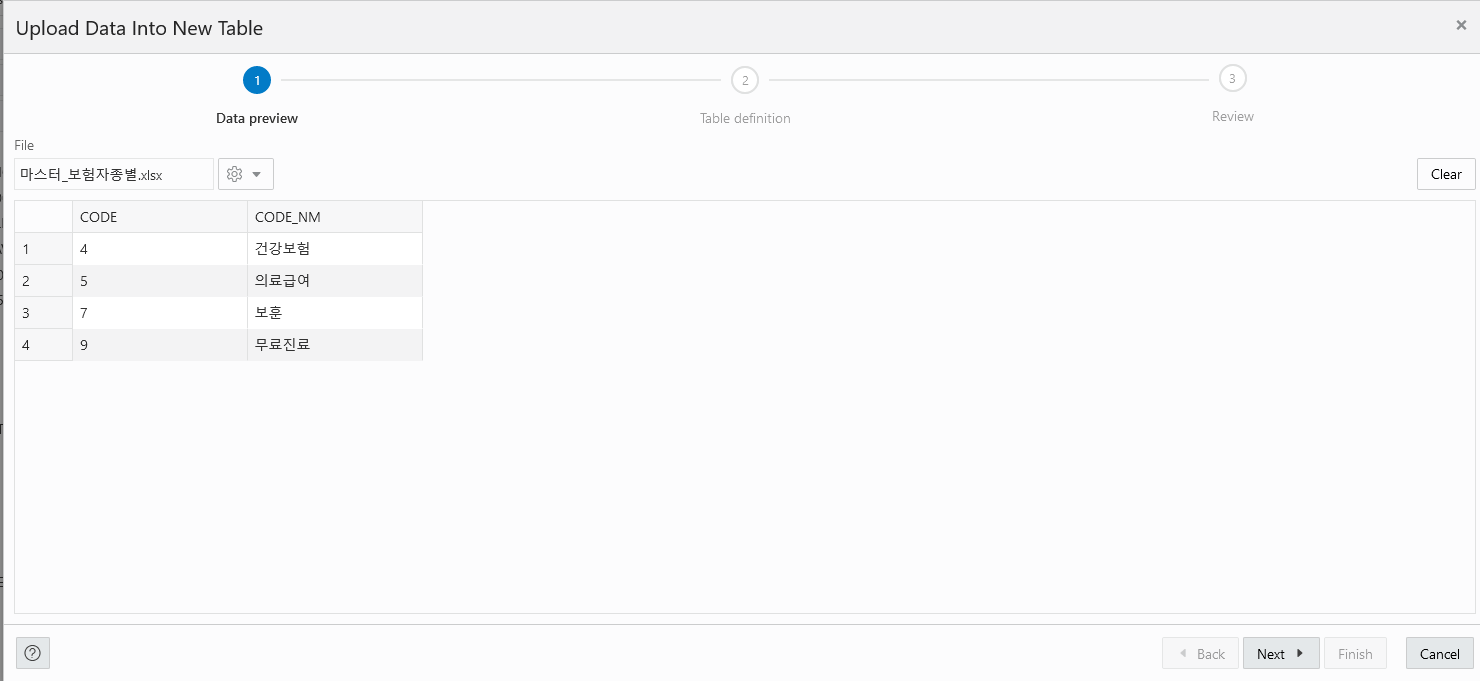 Upload Data Into New Table ×
1 2 3
Data preview Table definition Review
File
마스터_보험자종별.xlsx Clear
CODE CODE_NM
1 4 건강보험
2 5 의료급여
3 7 보훈
4 9 무료진료
? Back Next Finish Cancel